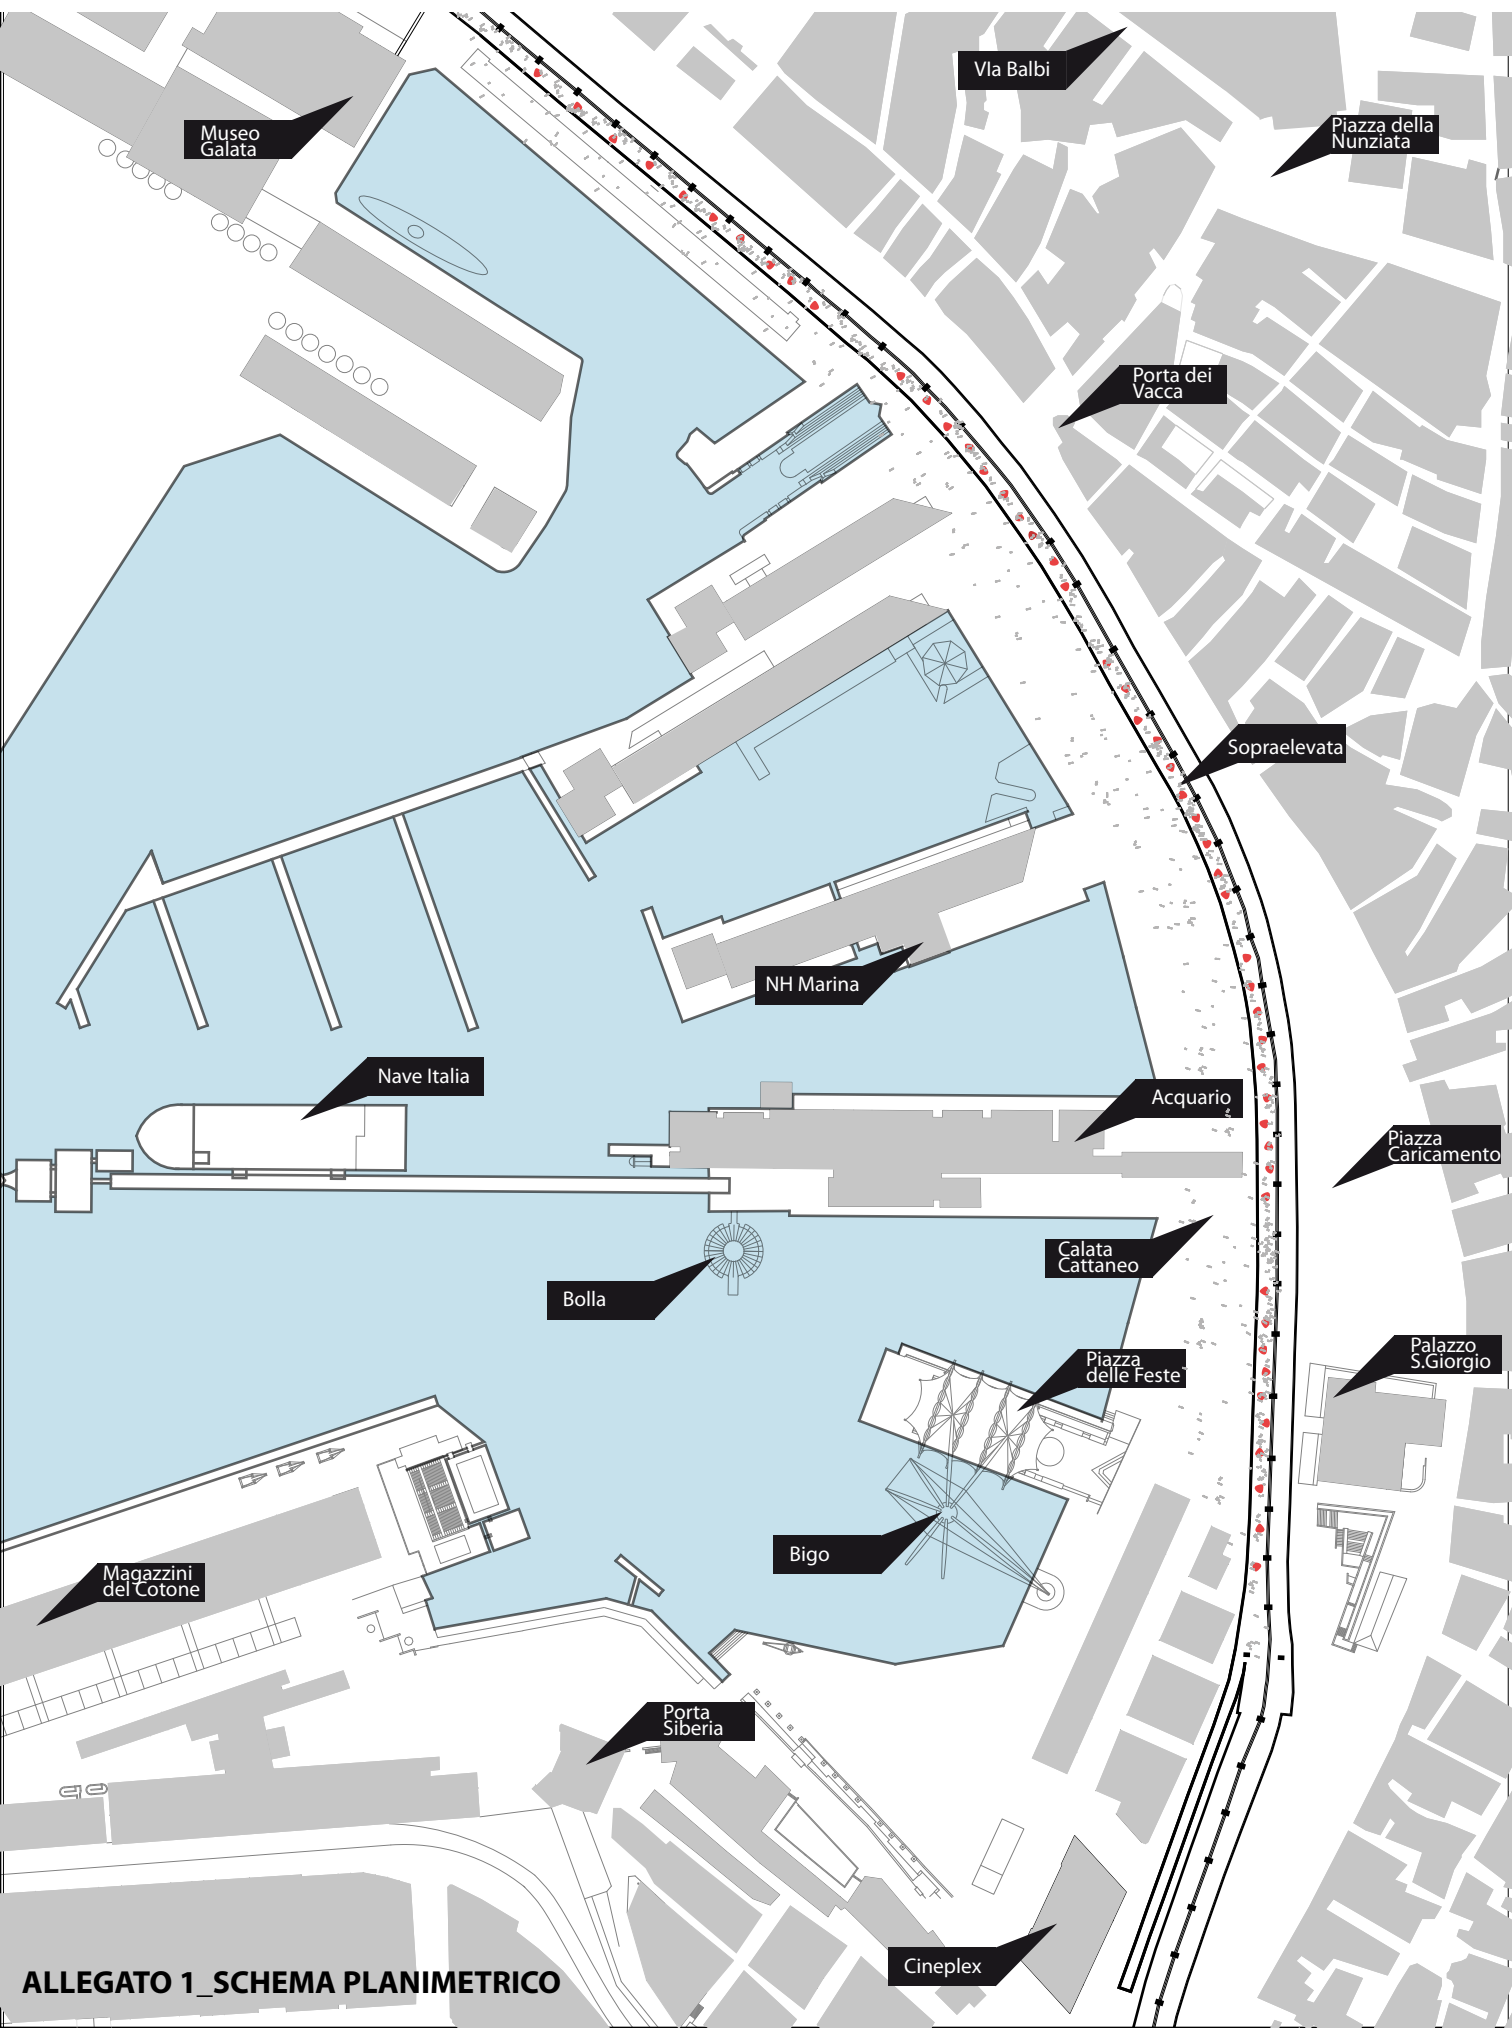 VIa Balbi
Museo
Galata
Piazza della
Nunziata
Porta dei
Vacca
Sopraelevata
NH Marina
Nave Italia
Acquario
Piazza
Caricamento
Calata
Cattaneo
Bolla
Piazza
delle Feste
Palazzo
S.Giorgio
Bigo
Magazzini
del Cotone
Porta
Siberia
Cineplex
ALLEGATO 1_SCHEMA PLANIMETRICO